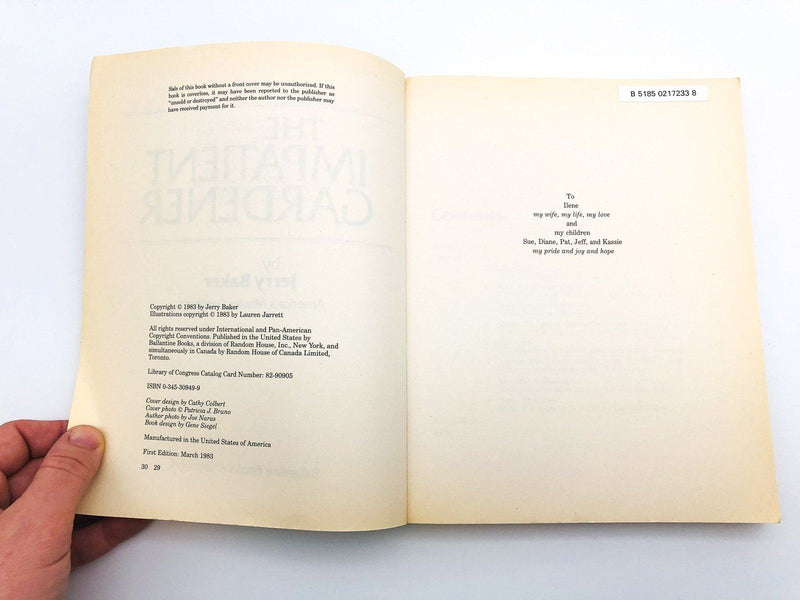 Sale of this book without a front cover may be unauthorized. If this
book is coverless, it may have been reported to the publisher as
"unsold or destroyed" and neither the author nor the publisher may
have received payment for it.
THE
IMPATIENT
GARDENER
by
Jerry Baker
Copyright © 1983 by Jerry Baker
Illustrations copyright © 1983 by Lauren Jarrett
All rights reserved under International and Pan-American
Copyright Conventions. Published in the United States by
Ballantine Books, a division of Random House, Inc., New York, and
simultaneously in Canada by Random House of Canada Limited,
Toronto.
Library of Congress Catalog Card Number: 82-90905
ISBN 0-345-30949-9
Cover design by Cathy Colbert
Cover photo © Patricia J. Bruno
Author photo by Joe Naras
Book design by Gene Siegel
Manufactured in the United States of America
First Edition: March 1983
30 29
Ballantine Books
B 5185 0217233 8
To
Ilene
my wife, my life, my love
and
my children
Sue, Diane, Pat, Jeff, and Kassie
my pride and joy and hope